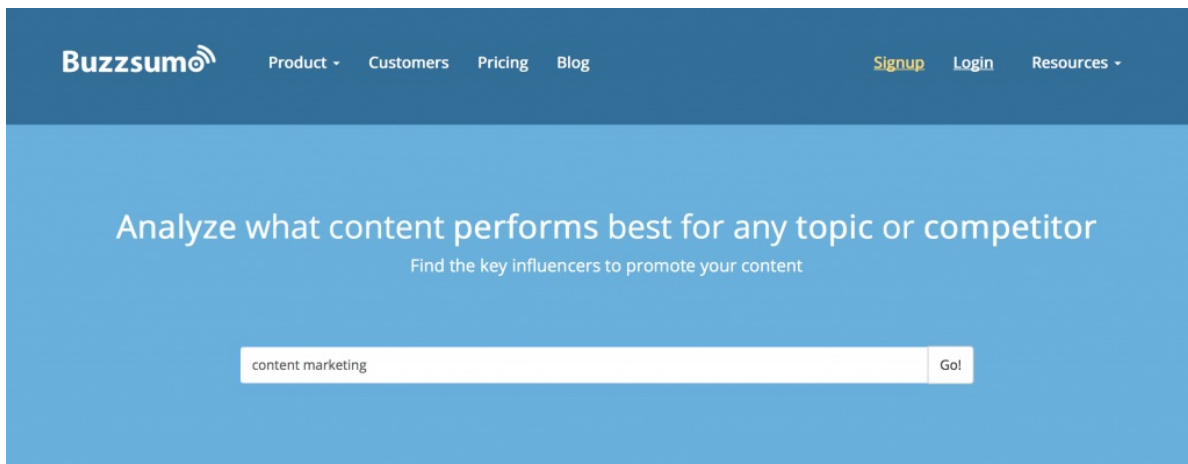 Buzzsumo Product Customers Pricing Blog Signup Login Resources
Analyze what content performs best for any topic or competitor
Find the key influencers to promote your content
content marketing Go!